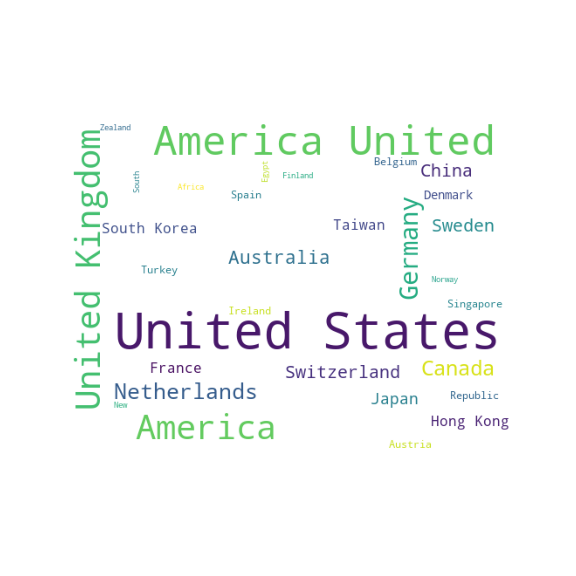 Zealand
America United
Belgium
China
United Kingdom
South
Africa
Egypt
Finland
Spain
Denmark
South Korea
Taiwan
Germany
Sweden
Australia
Turkey
Norway
Singapore
Ireland
United States
France
Switzerland
Canada
Netherlands
Japan
Republic
New
America
Hong Kong
Austria